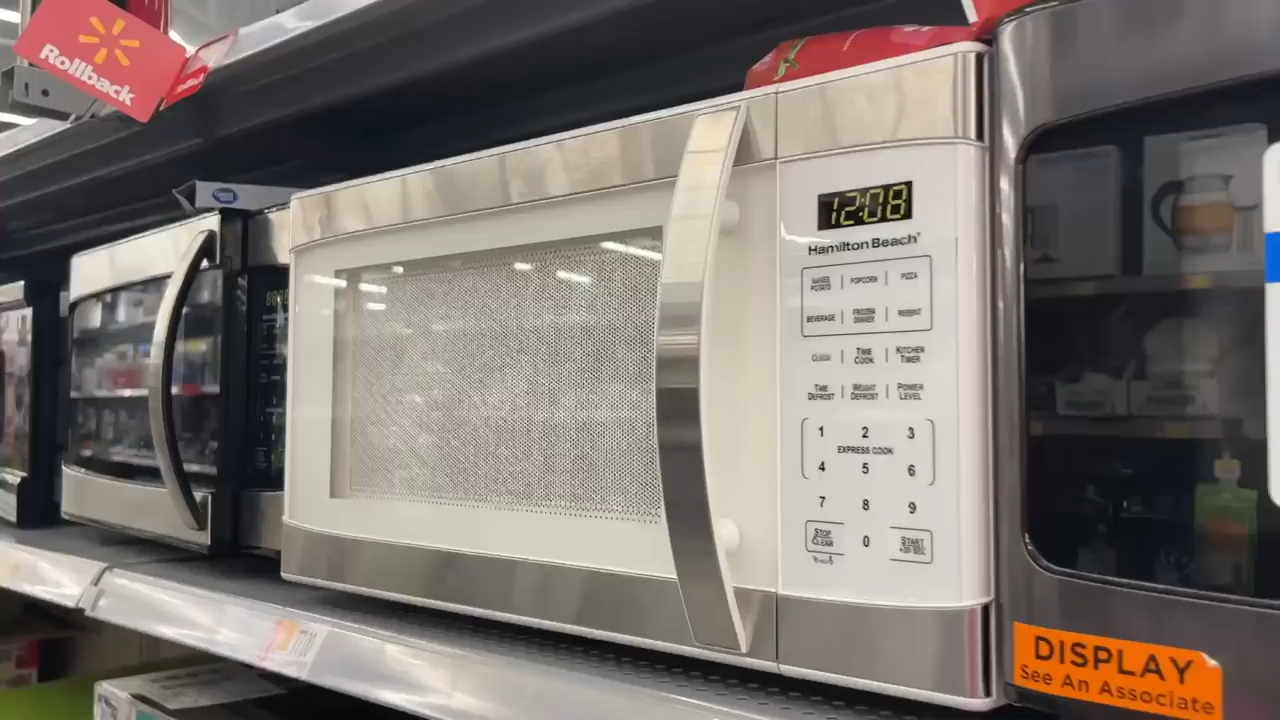 Rollback
12:08
Hamilton Beach
BAKED POTATO
POPCORN
PIZZA
BEVERAGE
FROZEN DINNER
REHEAT
CLOCK
TIME COOK
KITCHEN TIMER
TIME DEFROST
WEIGHT DEFROST
POWER LEVEL
1 2 3
EXPRESS COOK
4 5 6
7 8 9
STOP CLEAR
0
START +30 SEC
DISPLAY
See An Associate